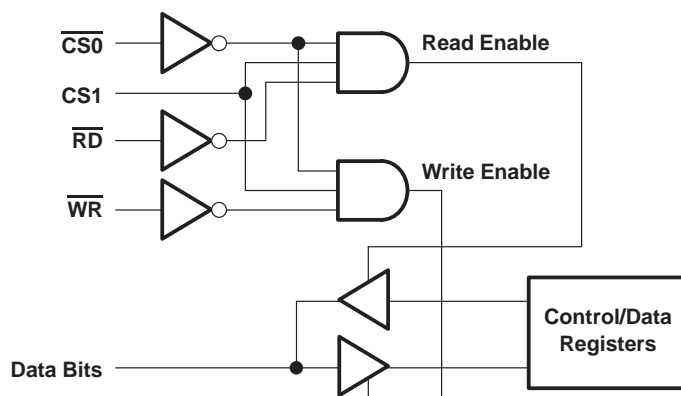 CS0
Read Enable
CS1
RD
Write Enable
WR
Control/Data
Registers
Data Bits